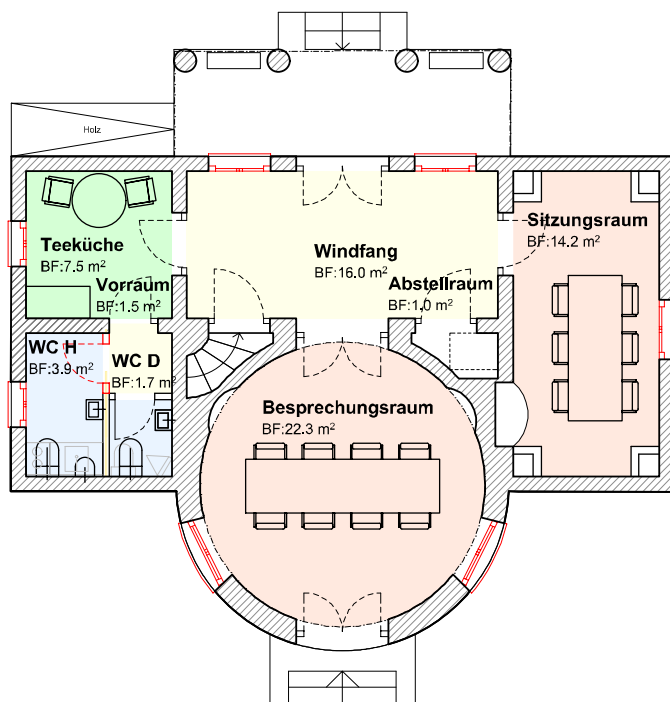 Holz
Teeküche
BF:7.5 m²
Vorraum
BF:1.5 m²
Windfang
BF:16.0 m²
Abstellraum
BF:1.0 m²
Sitzungsraum
BF:14.2 m²
WC H
BF:3.9 m²
WC D
BF:1.7 m²
Besprechungsraum
BF:22.3 m²